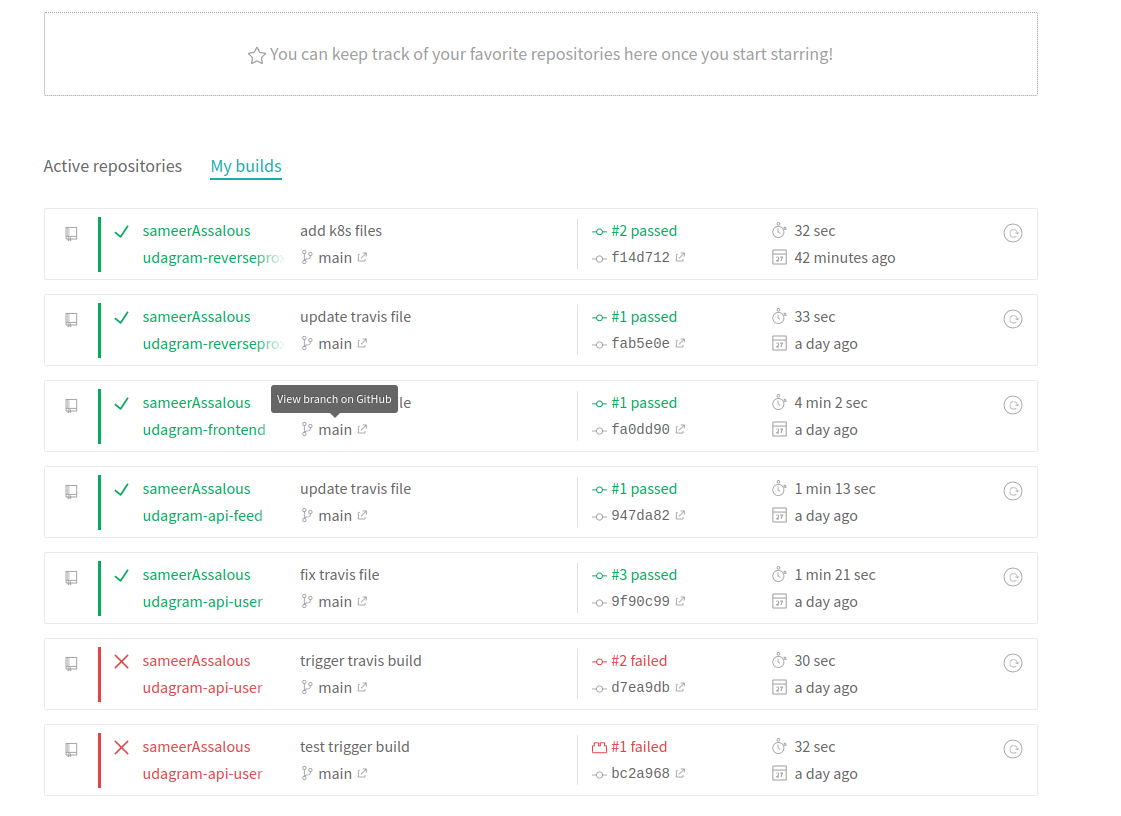 You can keep track of your favorite repositories here once you start starring!
Active repositories My builds
sameerAssalous add k8s files #2 passed 32 sec
udagram-reversepro main f14d712 42 minutes ago
sameerAssalous update travis file #1 passed 33 sec
udagram-reversepro main fab5e0e a day ago
View branch on GitHub
sameerAssalous le #1 passed 4 min 2 sec
udagram-frontend main fa0dd90 a day ago
sameerAssalous update travis file #1 passed 1 min 13 sec
udagram-api-feed main 947da82 a day ago
sameerAssalous fix travis file #3 passed 1 min 21 sec
udagram-api-user main 9f90c99 a day ago
sameerAssalous trigger travis build #2 failed 30 sec
udagram-api-user main d7ea9db a day ago
sameerAssalous test trigger build #1 failed 32 sec
udagram-api-user main bc2a968 a day ago